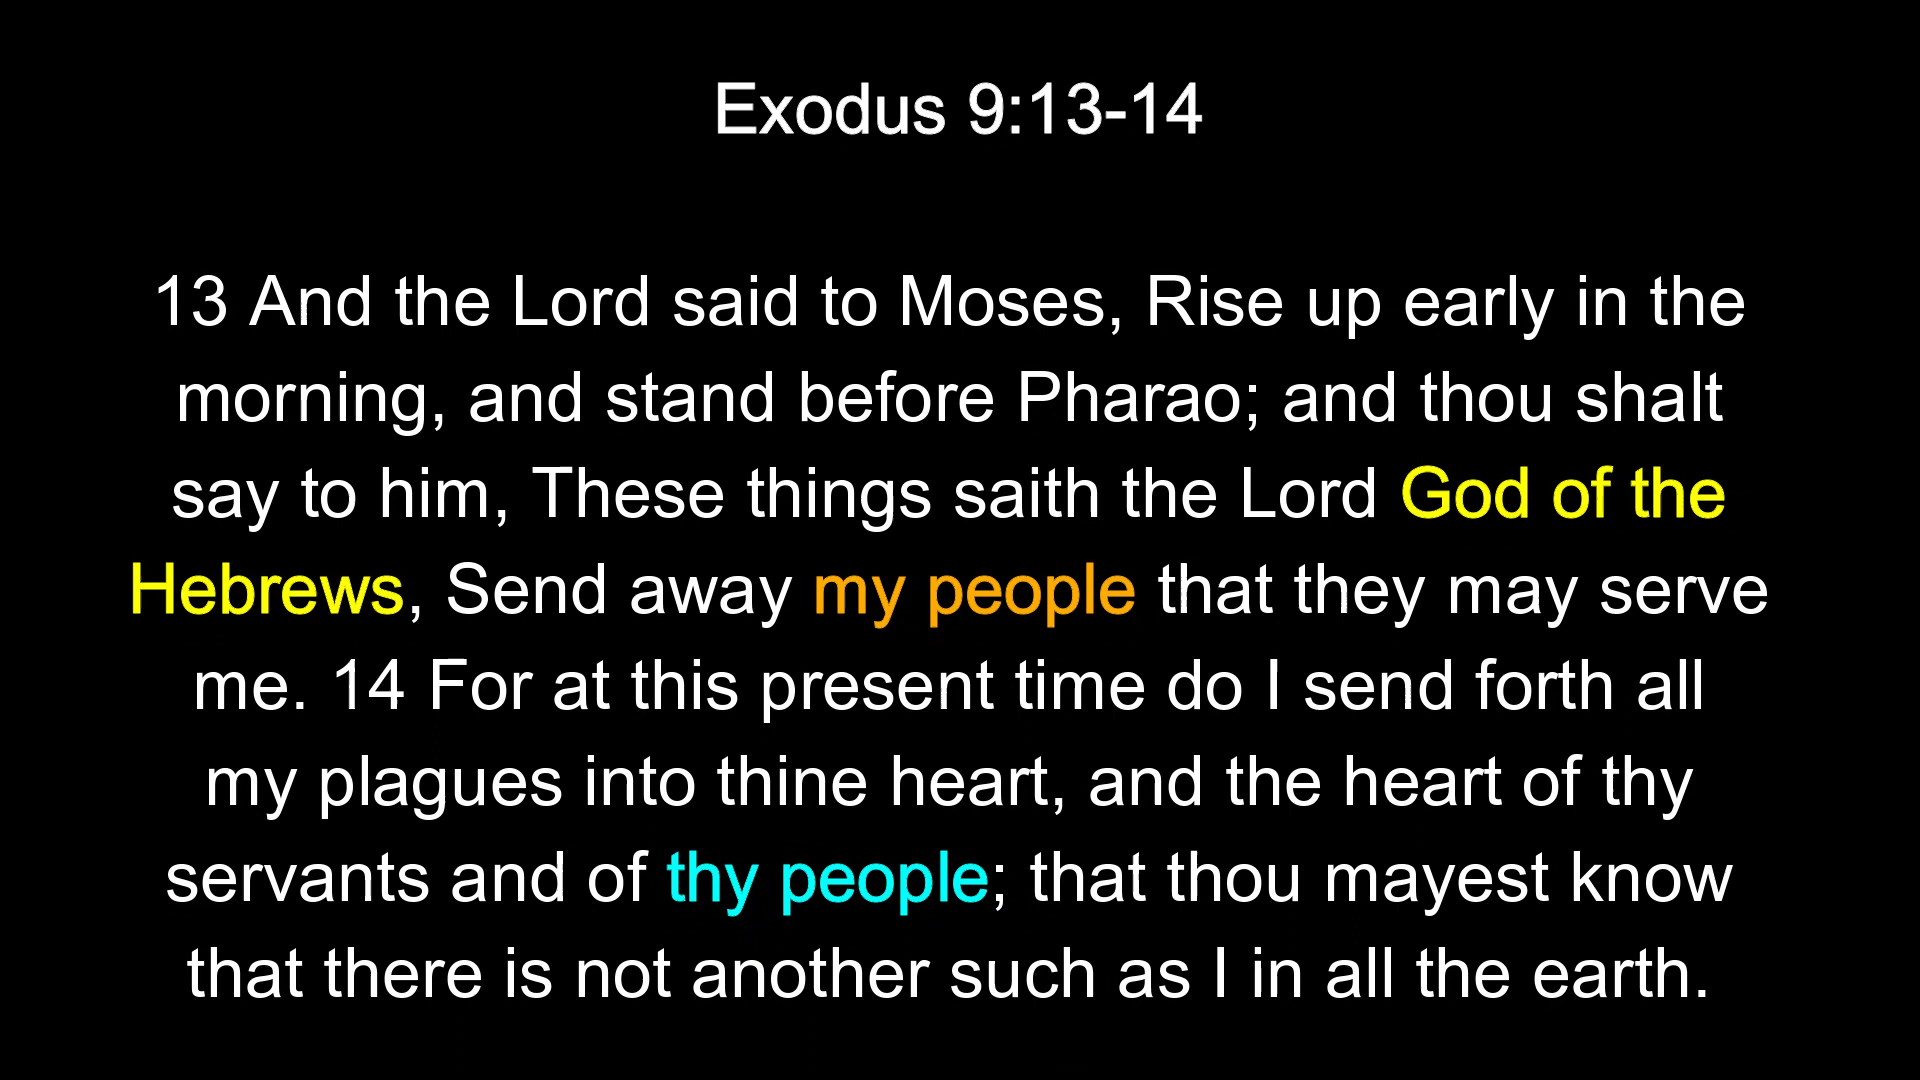 Exodus 9:13-14
13 And the Lord said to Moses, Rise up early in the
morning, and stand before Pharao; and thou shalt
say to him, These things saith the Lord God of the
Hebrews, Send away my people that they may serve
me. 14 For at this present time do I send forth all
my plagues into thine heart, and the heart of thy
servants and of thy people; that thou mayest know
that there is not another such as I in all the earth.